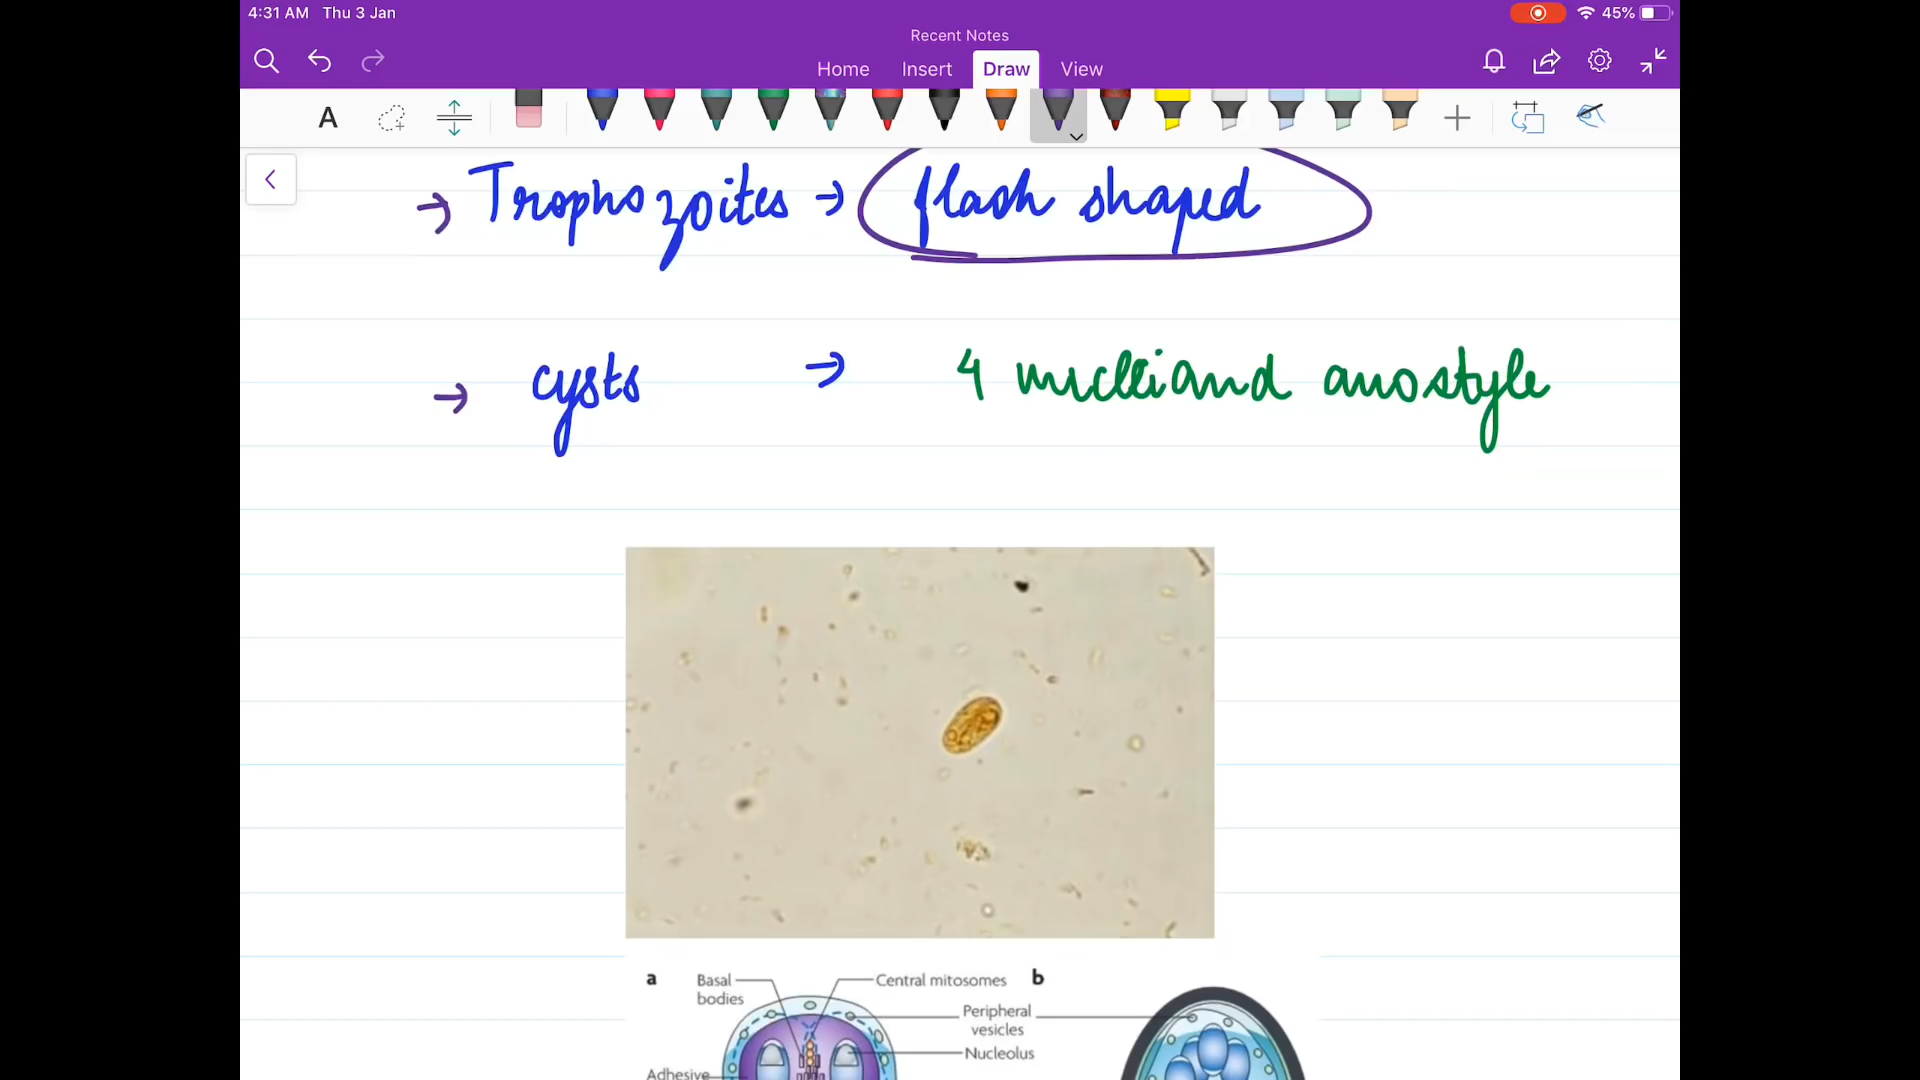 4:31 AM Thu 3 Jan
45%
Recent Notes
Home Insert Draw View
A
→ Trophozoites → flash shaped
→ cysts → 4 nuclei and axostyle
a Basal bodies Central mitosomes b
Peripheral vesicles
Nucleolus
Adhesive